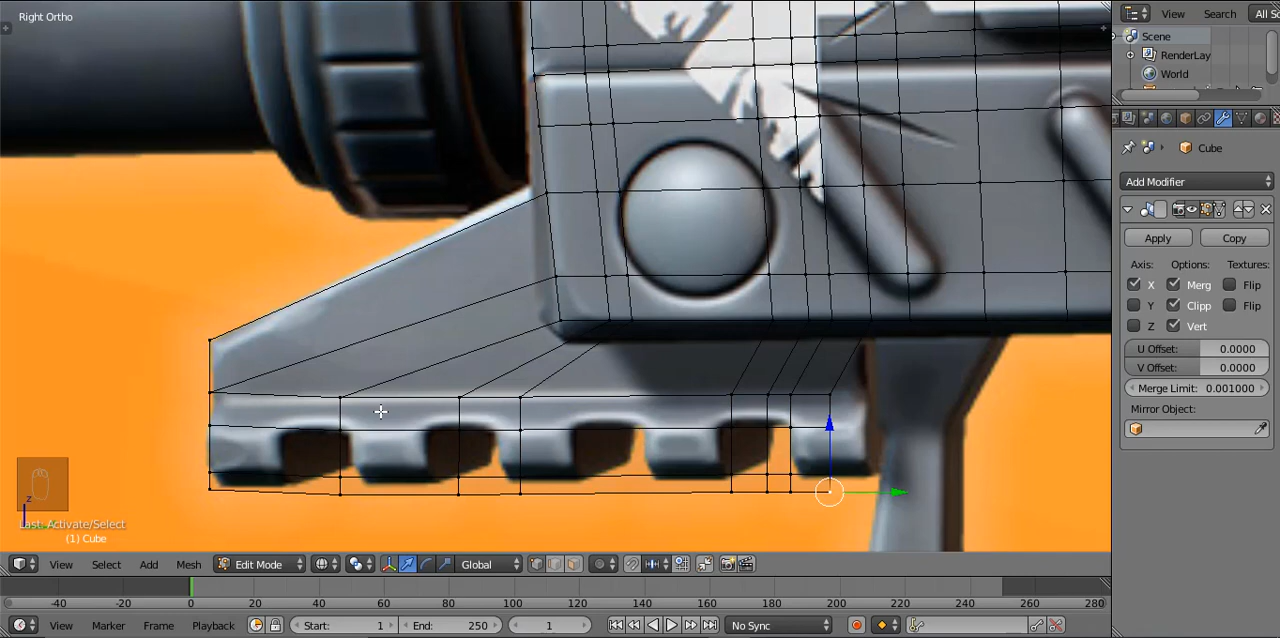 Right Ortho
View Search All Sc
Scene
RenderLay
World
Cube
Add Modifier
Apply Copy
Axis: Options: Textures:
X Merg Flip
Y Clipp Flip
Z Vert
U Offset: 0.0000
V Offset: 0.0000
Merge Limit: 0.001000
Mirror Object:
z
Last: Activate/Select
(1) Cube
View Select Add Mesh Edit Mode Global
-40 -20 0 20 40 60 80 100 120 140 160 180 200 220 240 260 280
View Marker Frame Playback Start: 1 End: 250 1 No Sync